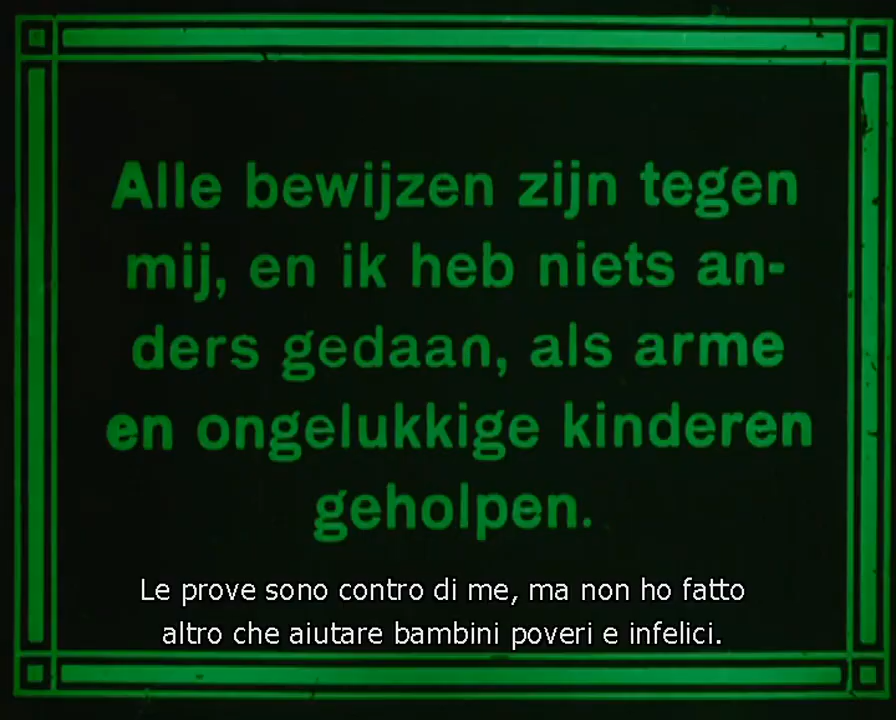 Alle bewijzen zijn tegen
mij, en ik heb niets an-
ders gedaan, als arme
en ongelukkige kinderen
geholpen.
Le prove sono contro di me, ma non ho fatto
altro che aiutare bambini poveri e infelici.